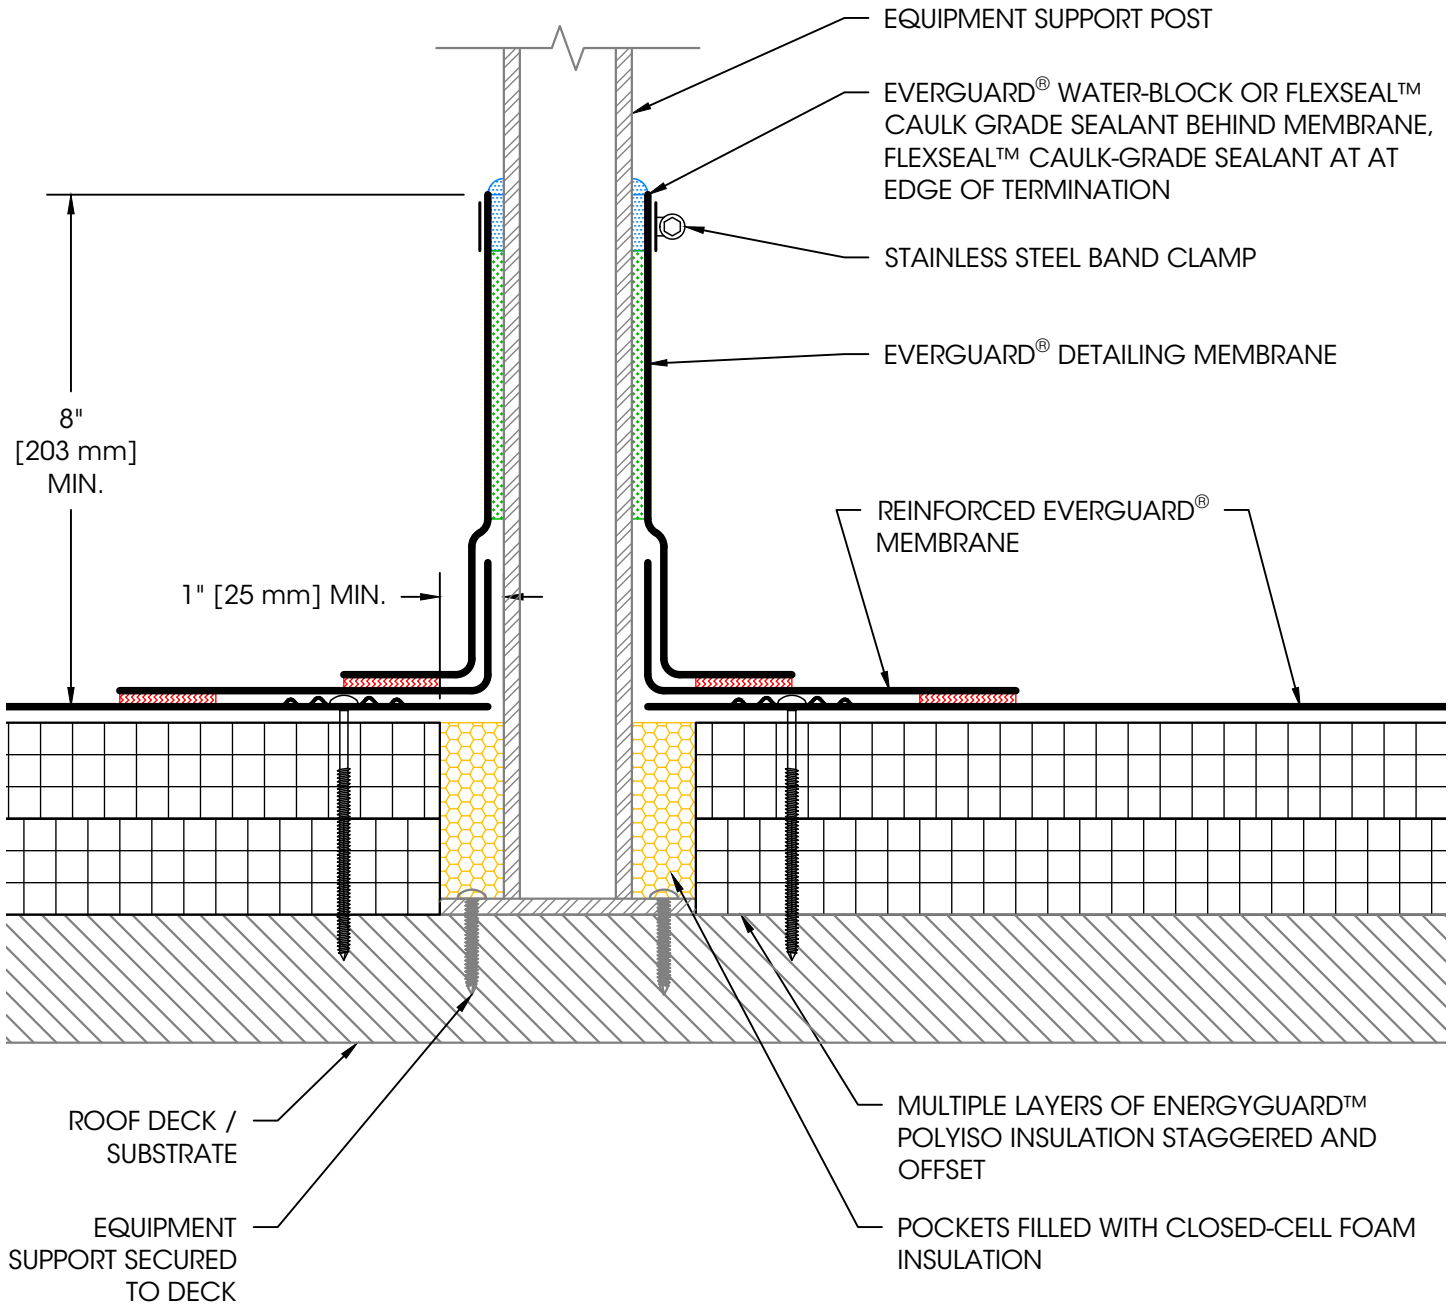 EQUIPMENT SUPPORT POST
EVERGUARD® WATER-BLOCK OR FLEXSEAL™
CAULK GRADE SEALANT BEHIND MEMBRANE,
FLEXSEAL™ CAULK-GRADE SEALANT AT AT
EDGE OF TERMINATION
STAINLESS STEEL BAND CLAMP
EVERGUARD® DETAILING MEMBRANE
8"
[203 mm]
MIN.
REINFORCED EVERGUARD®
MEMBRANE
1" [25 mm] MIN.
ROOF DECK /
SUBSTRATE
EQUIPMENT
SUPPORT SECURED
TO DECK
MULTIPLE LAYERS OF ENERGYGUARD™
POLYISO INSULATION STAGGERED AND
OFFSET
POCKETS FILLED WITH CLOSED-CELL FOAM
INSULATION